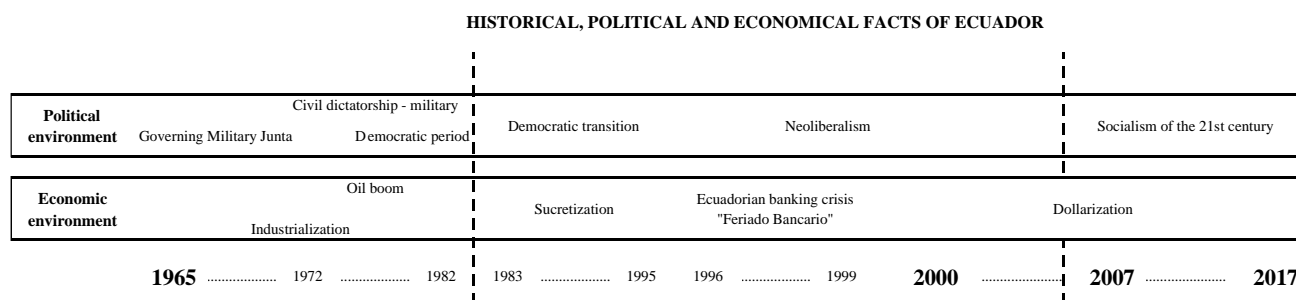 HISTORICAL, POLITICAL AND ECONOMICAL FACTS OF ECUADOR
Political
environment
Civil dictatorship - military
Governing Military Junta
Democratic period
Democratic transition
Neoliberalism
Socialism of the 21st century
Economic
environment
Oil boom
Industrialization
Sucretization
Ecuadorian banking crisis
"Feriado Bancario"
Dollarization
1965 .................... 1972 .................... 1982 1983 .................... 1995 1996 .................... 1999 2000 ........................ 2007 ....................... 2017